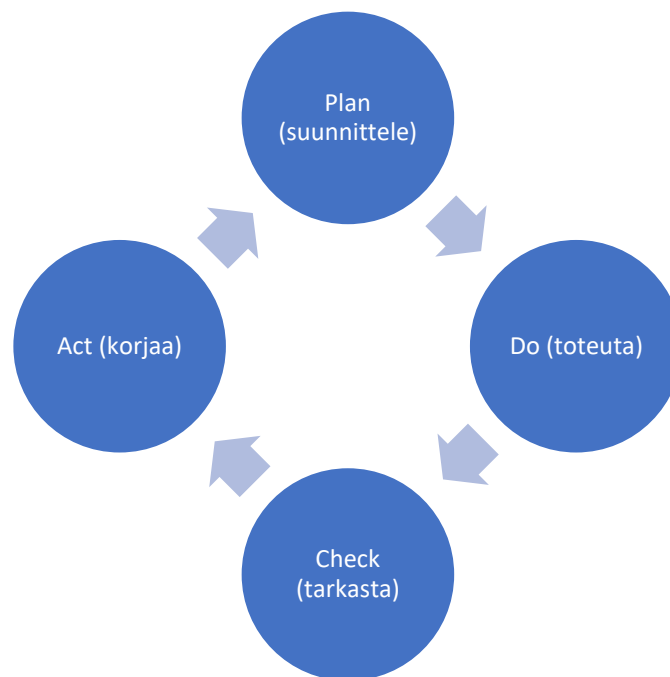 Plan
(suunnittele)
Do (toteuta)
Check
(tarkasta)
Act (korjaa)